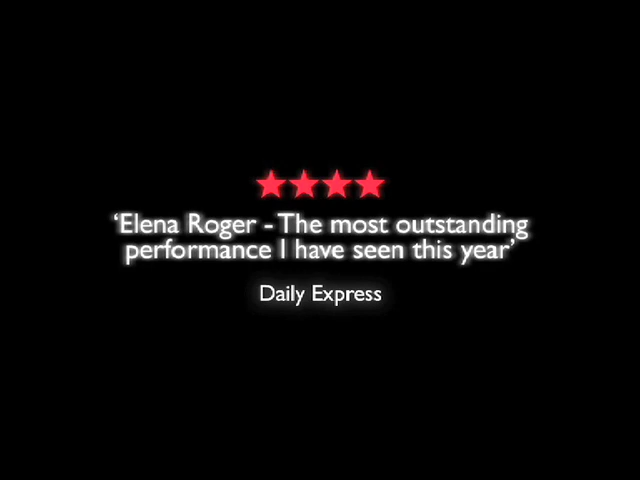 ‘Elena Roger - The most outstanding
performance I have seen this year’
Daily Express